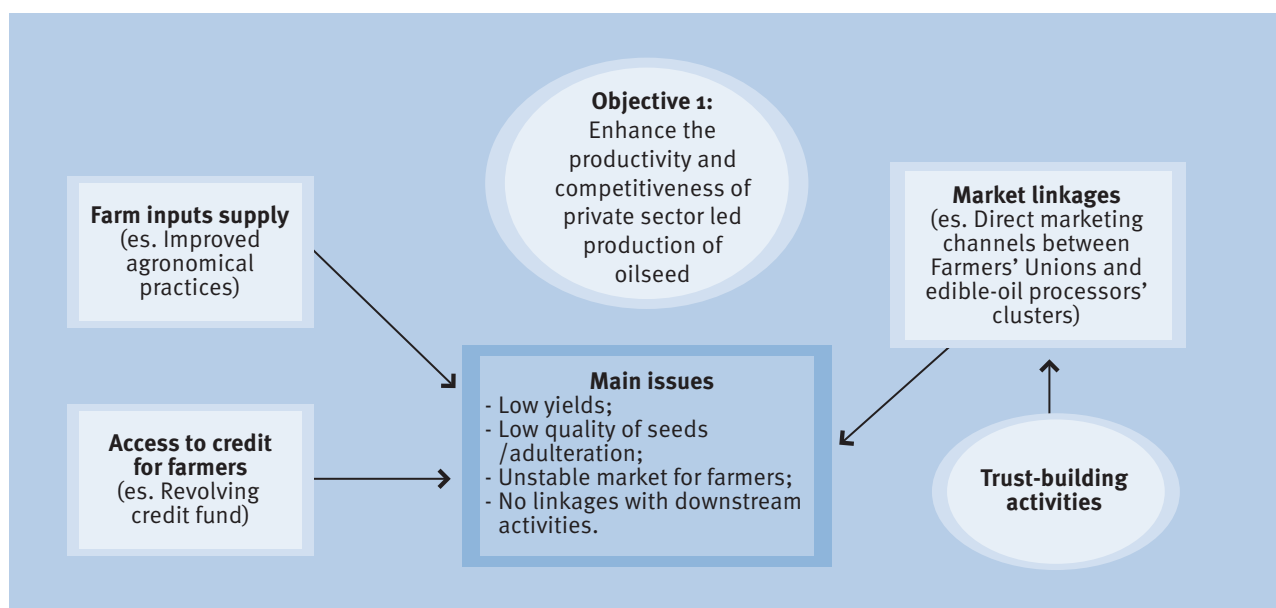 Objective 1:
Enhance the
productivity and
competitiveness of
private sector led
production of
oilseed
Farm inputs supply
(es. Improved
agronomical
practices)
Market linkages
(es. Direct marketing
channels between
Farmers’ Unions and
edible-oil processors’
clusters)
Main issues
- Low yields;
- Low quality of seeds
/adulteration;
- Unstable market for farmers;
- No linkages with downstream
activities.
Access to credit
for farmers
(es. Revolving
credit fund)
Trust-building
activities